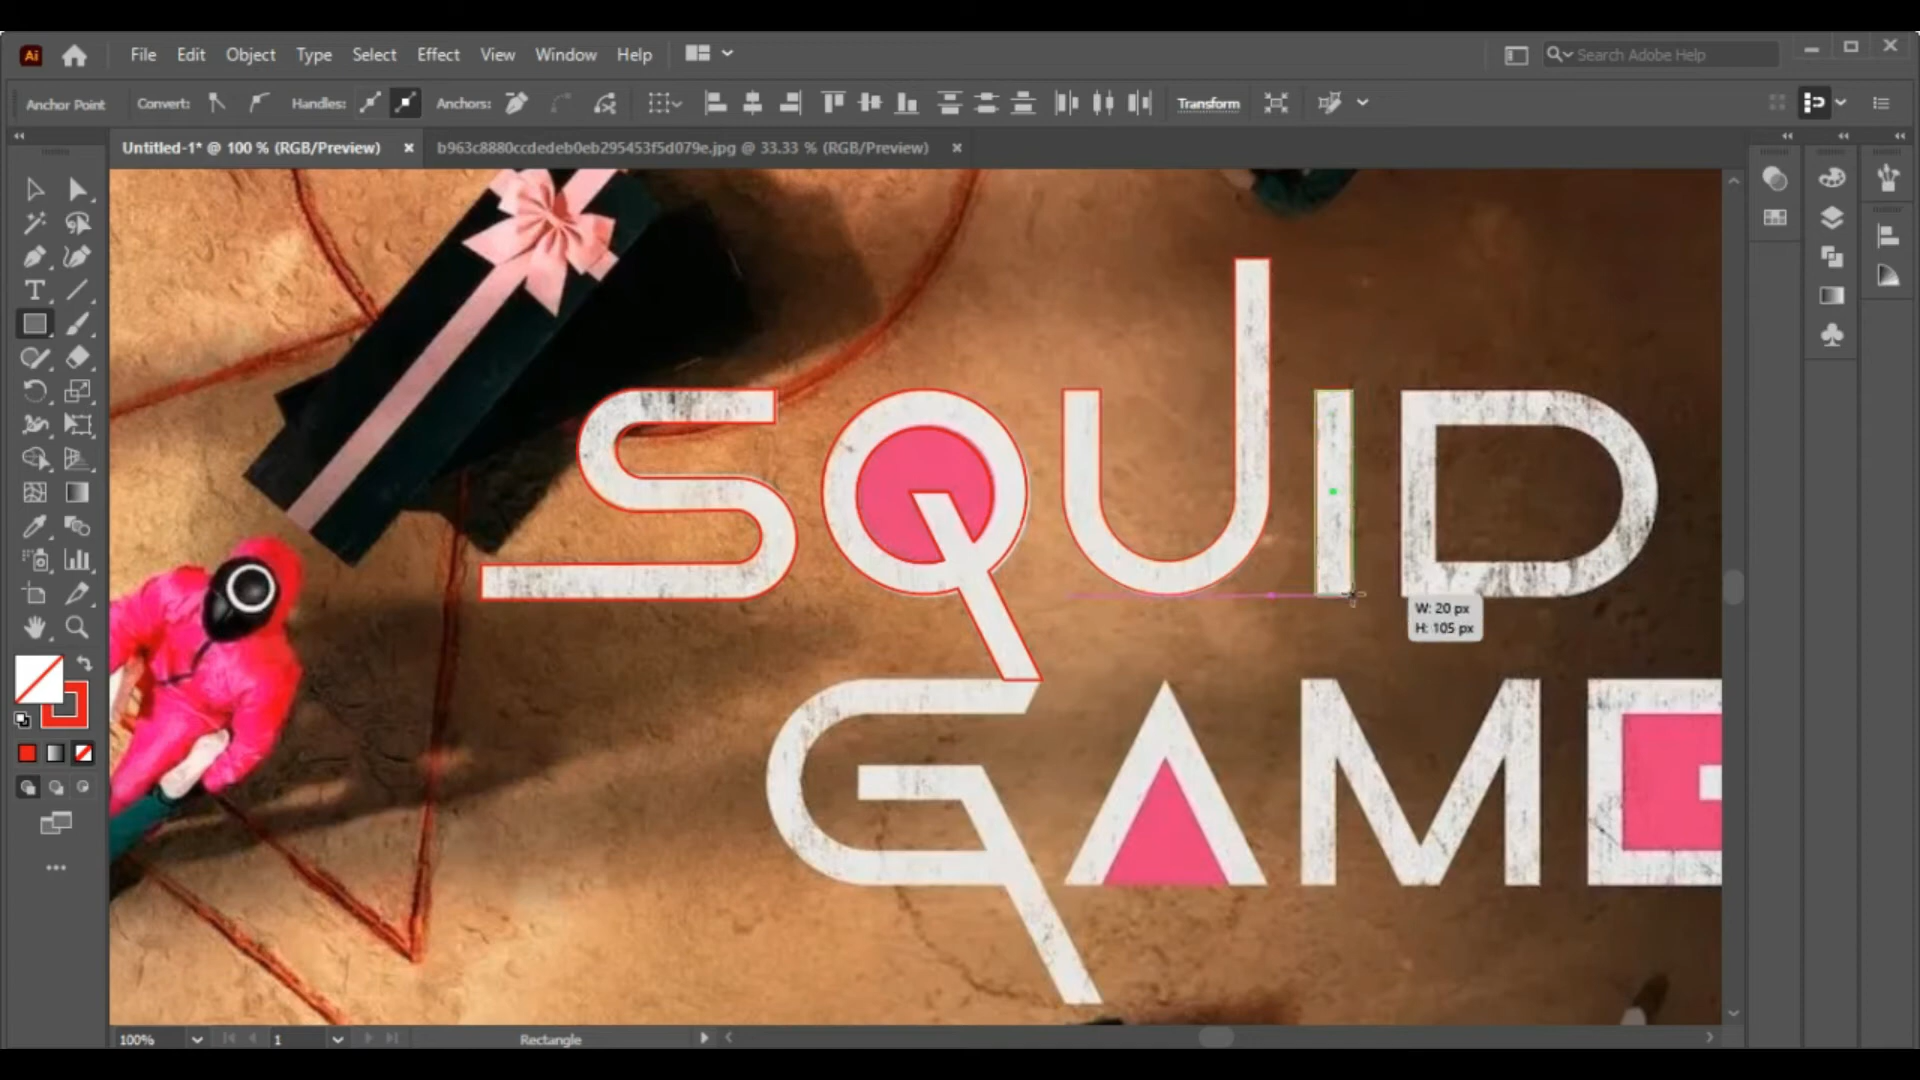 Ai File Edit Object Type Select Effect View Window Help Search Adobe Help
Anchor Point Convert: Handles: Anchors: Transform
Untitled-1* @ 100 % (RGB/Preview) × b963c8880ccdedeb0eb295453f5d079e.jpg @ 33.33 % (RGB/Preview) ×
SQUID
W: 20 px
H: 105 px
GAME
100% 1 Rectangle